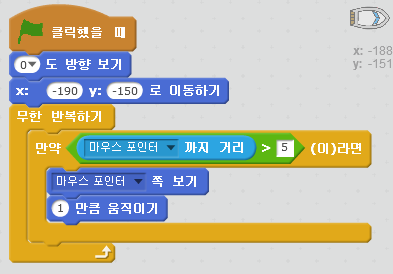 클릭했을 때
0 도 방향 보기
x: -190 y: -150 로 이동하기
무한 반복하기
만약 마우스 포인터 까지 거리 > 5 (이)라면
마우스 포인터 쪽 보기
1 만큼 움직이기
x: -188
y: -151